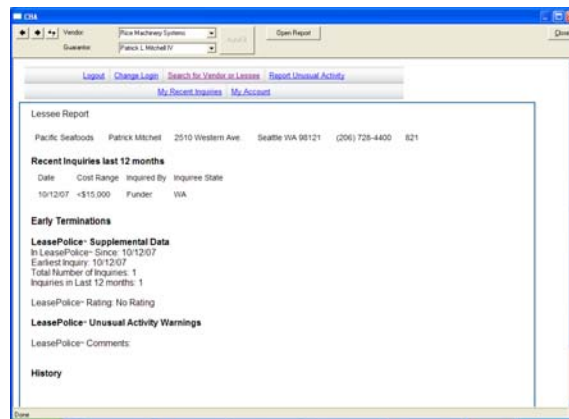 CBA
Vendor Rice Machinery Systems Open Report Close
Guarantor Patrick L Mitchell IV
Logout Change Login Search for Vendor or Lessee Report Unusual Activity
My Recent Inquiries My Account
Lessee Report
Pacific Seafoods Patrick Mitchell 2510 Western Ave. Seattle WA 98121 (206) 728-4400 821
Recent Inquiries last 12 months
Date Cost Range Inquired By Inquiree State
10/12/07 <$15,000 Funder WA
Early Terminations
LeasePolice™ Supplemental Data
In LeasePolice™ Since: 10/12/07
Earliest Inquiry: 10/12/07
Total Number of Inquiries: 1
Inquiries in Last 12 months: 1
LeasePolice™ Rating: No Rating
LeasePolice™ Unusual Activity Warnings
LeasePolice™ Comments:
History
Done